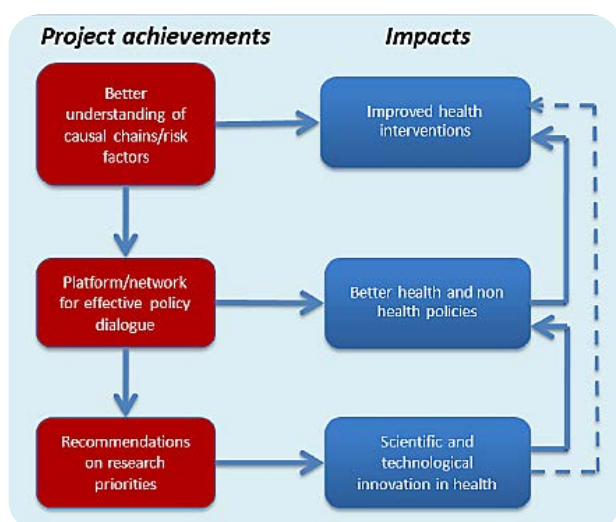 Project achievements
Impacts
Better
understanding of
causal chains/risk
factors
Improved health
interventions
Platform/network
for effective policy
dialogue
Better health and non
health policies
Recommendations
on research
priorities
Scientific and
technological
innovation in health